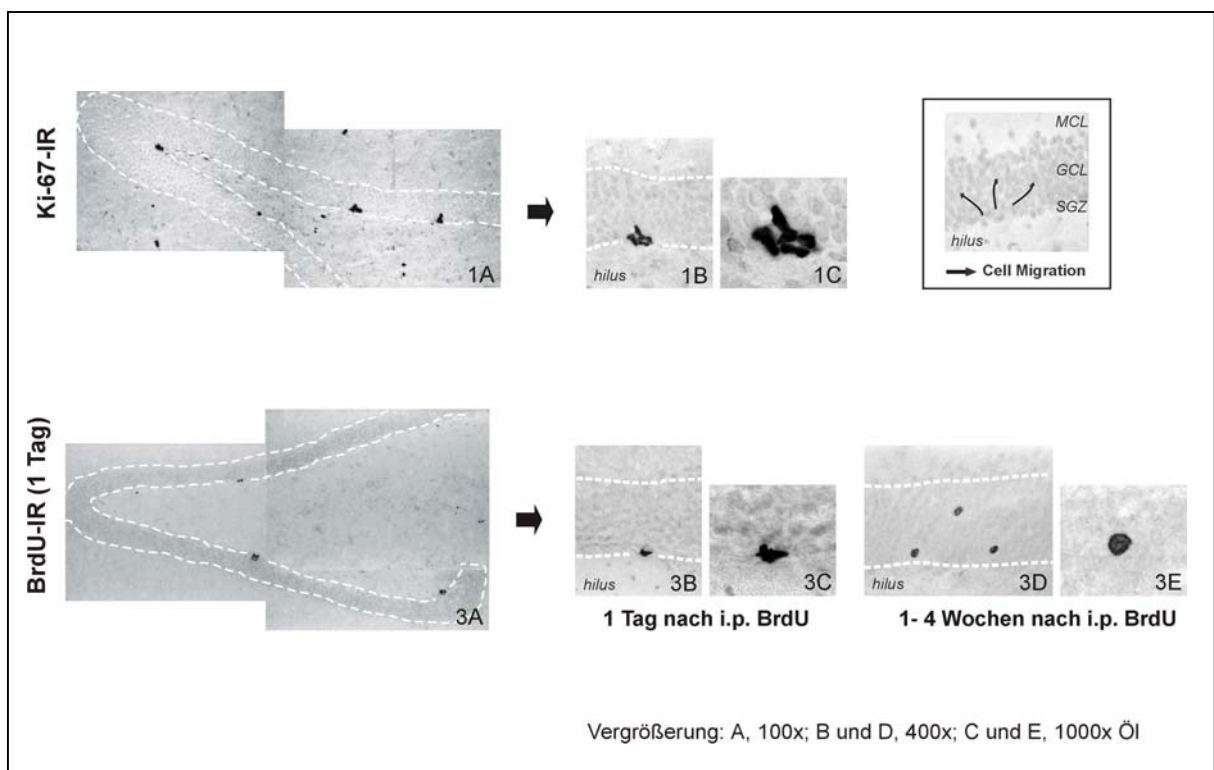 Ki-67-IR
1A
hilus
1B
1C
MCL
GCL
SGZ
hilus
Cell Migration
BrdU-IR (1 Tag)
3A
hilus
3B
3C
hilus
3D
3E
1 Tag nach i.p. BrdU
1- 4 Wochen nach i.p. BrdU
Vergrößerung: A, 100x; B und D, 400x; C und E, 1000x Öl